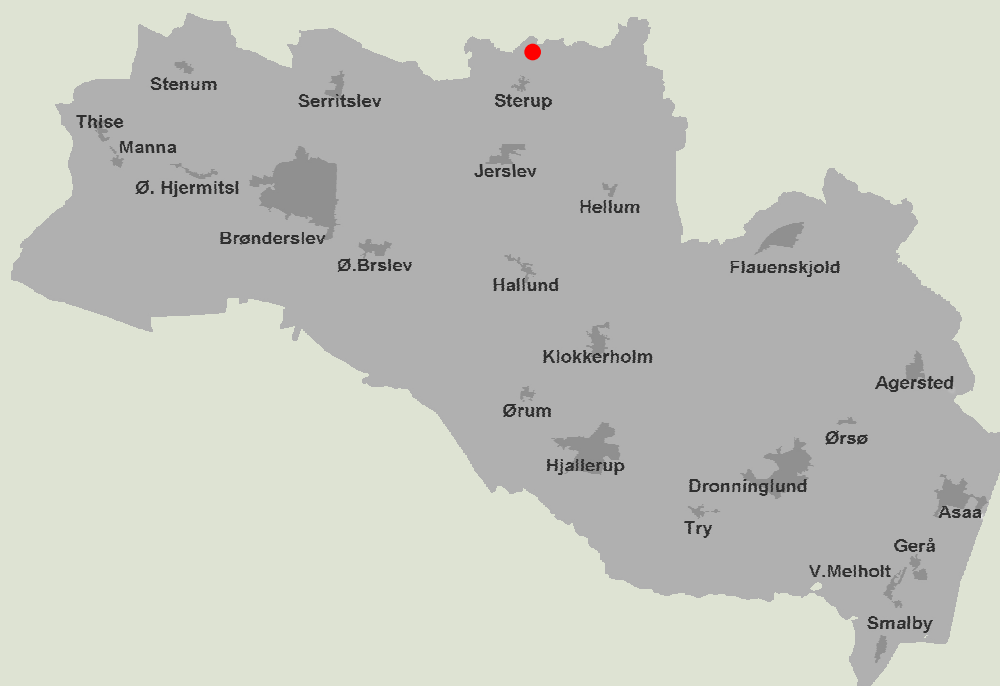 Stenum
Serritslev
Sterup
Thise
Manna
Jerslev
Ø. Hjermitsl
Hellum
Brønderslev
Ø.Brslev
Flauenskjold
Hallund
Klokkerholm
Agersted
Ørum
Ørsø
Hjallerup
Dronninglund
Asaa
Try
Gerå
V.Melholt
Smalby